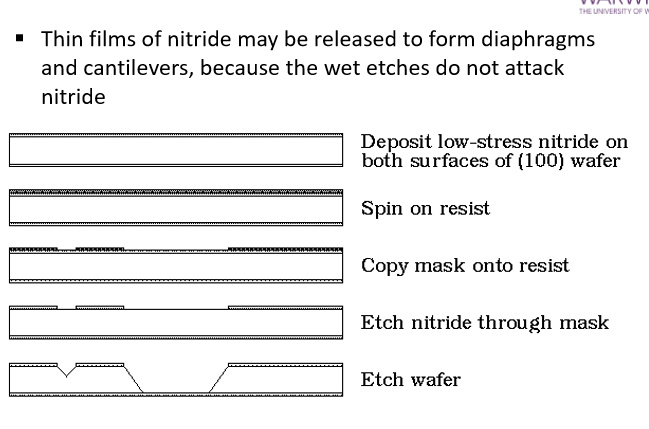 THE UNIVERSITY OF
▪ Thin films of nitride may be released to form diaphragms
and cantilevers, because the wet etches do not attack
nitride
Deposit low-stress nitride on
both surfaces of (100) wafer
Spin on resist
Copy mask onto resist
Etch nitride through mask
Etch wafer